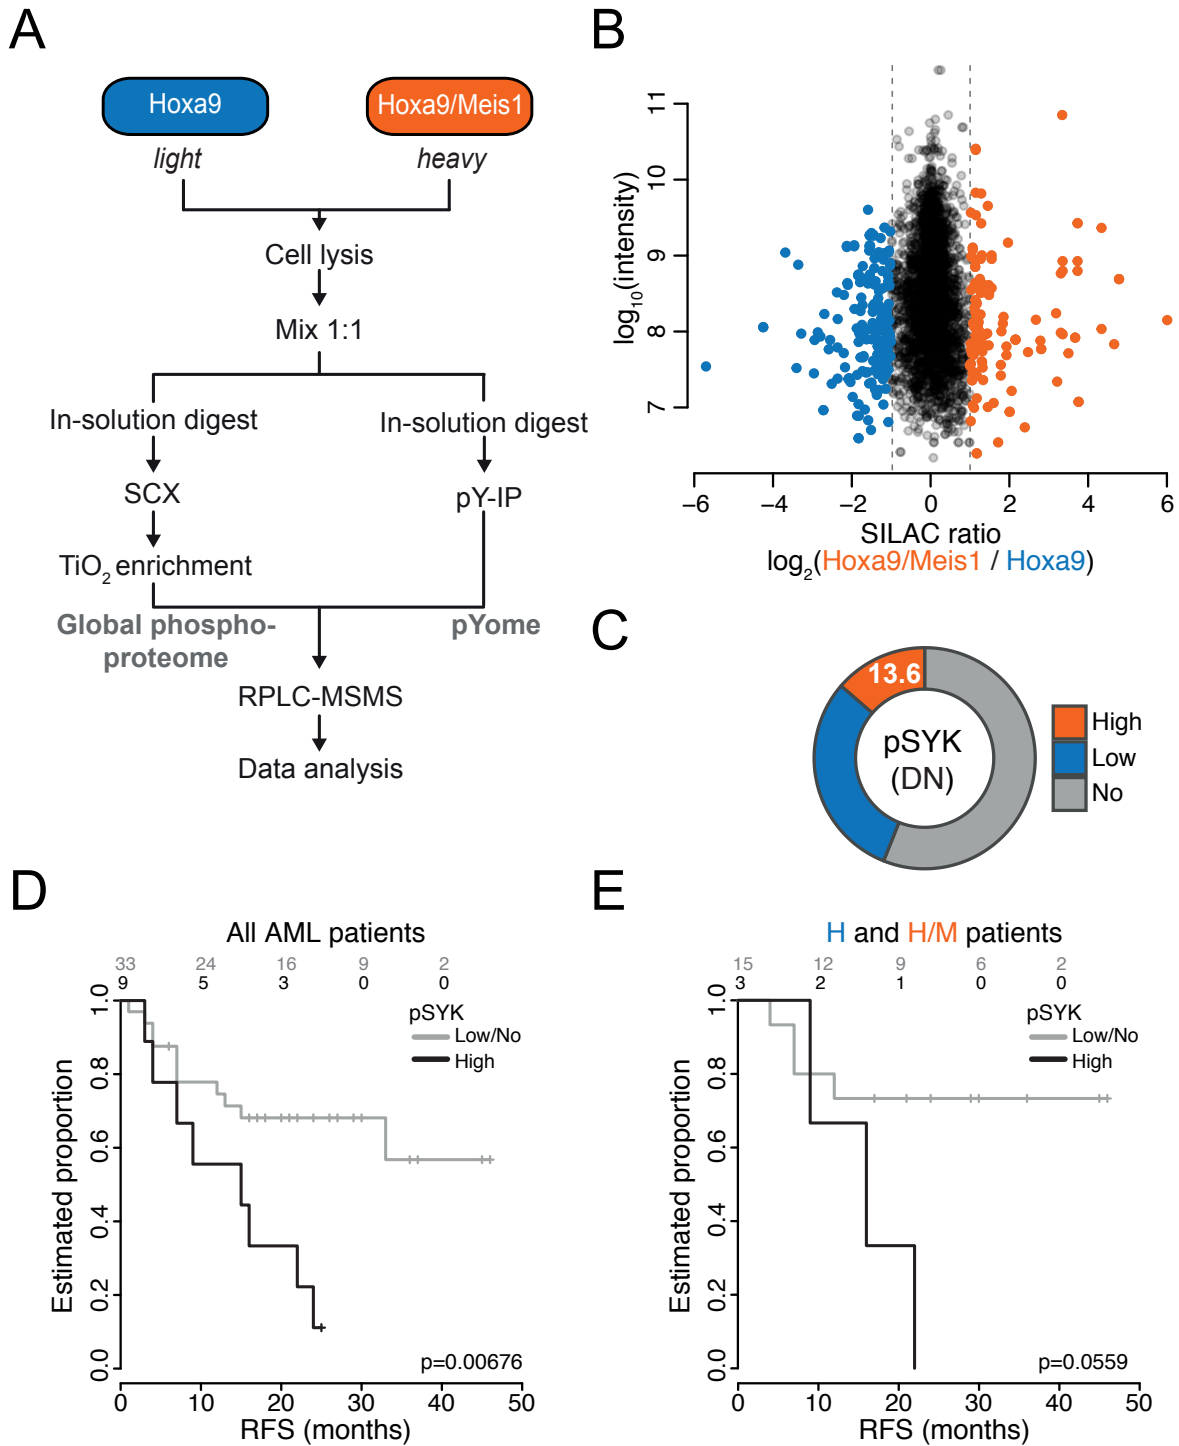 A
Hoxa9
Hoxa9/Meis1
light
heavy
Cell lysis
Mix 1:1
In-solution digest
In-solution digest
SCX
pY-IP
TiO2 enrichment
Global phospho-
proteome
pYome
RPLC-MSMS
Data analysis
B
log10(intensity)
11
10
9
8
7
−6 −4 −2 0 2 4 6
SILAC ratio
log2(Hoxa9/Meis1 / Hoxa9)
C
13.6
pSYK
(DN)
High
Low
No
D
All AML patients
33 24 16 9 2
9 5 3 0 0
pSYK
Low/No
High
Estimated proportion
1.0
0.8
0.6
0.4
0.2
0.0
p=0.00676
0 10 20 30 40 50
RFS (months)
E
H and H/M patients
15 12 9 6 2
3 2 1 0 0
pSYK
Low/No
High
Estimated proportion
1.0
0.8
0.6
0.4
0.2
0.0
p=0.0559
0 10 20 30 40 50
RFS (months)